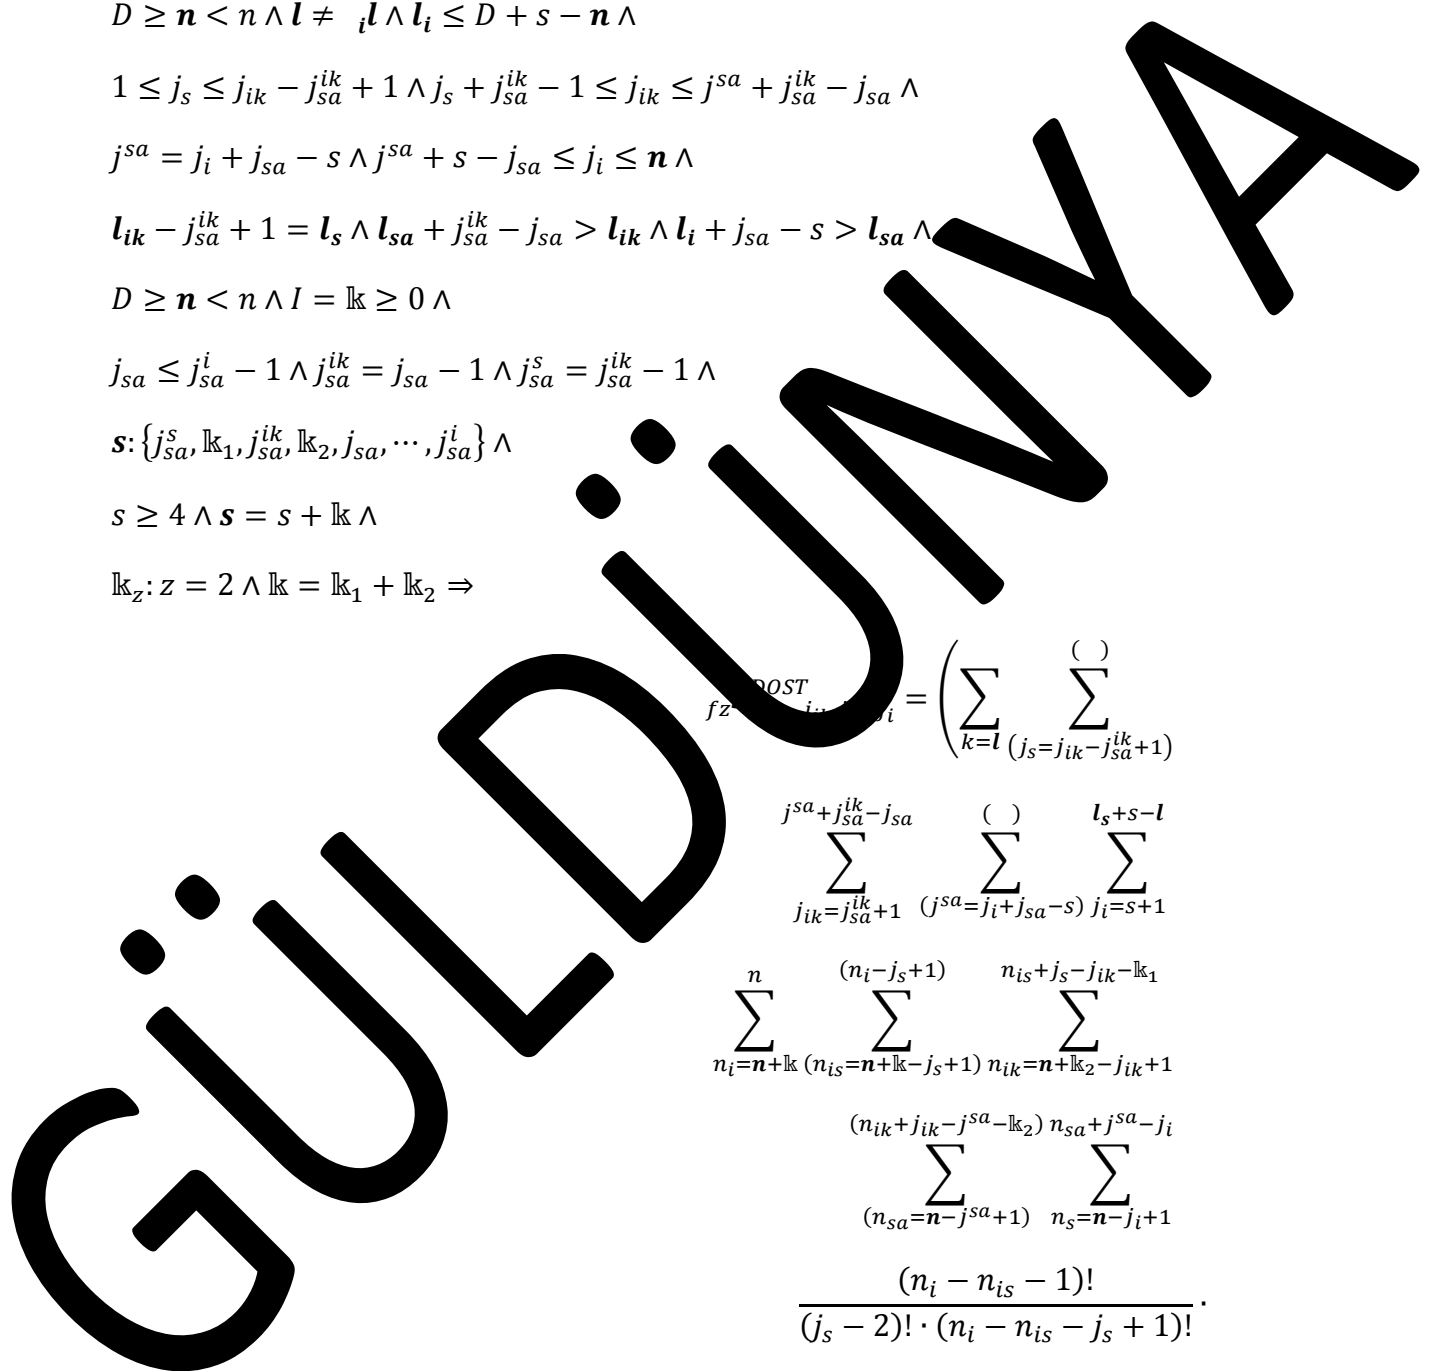 D ≥ 𝒏 < n ∧ 𝒍 ≠ ᵢ𝒍 ∧ 𝒍ᵢ ≤ D + s − 𝒏 ∧
1 ≤ j_s ≤ j_{ik} − j_{sa}^{ik} + 1 ∧ j_s + j_{sa}^{ik} − 1 ≤ j_{ik} ≤ j^{sa} + j_{sa}^{ik} − j_{sa} ∧
j^{sa} = j_i + j_{sa} − s ∧ j^{sa} + s − j_{sa} ≤ j_i ≤ 𝒏 ∧
𝒍_{𝒊𝒌} − j_{sa}^{ik} + 1 = 𝒍_𝒔 ∧ 𝒍_{𝒔𝒂} + j_{sa}^{ik} − j_{sa} > 𝒍_{𝒊𝒌} ∧ 𝒍_𝒊 + j_{sa} − s > 𝒍_{𝒔𝒂} ∧
D ≥ 𝒏 < n ∧ I = 𝕜 ≥ 0 ∧
j_{sa} ≤ j_{sa}^{i} − 1 ∧ j_{sa}^{ik} = j_{sa} − 1 ∧ j_{sa}^{s} = j_{sa}^{ik} − 1 ∧
𝒔: {j_{sa}^{s}, 𝕜_1, j_{sa}^{ik}, 𝕜_2, j_{sa}, ⋯, j_{sa}^{i}} ∧
s ≥ 4 ∧ 𝒔 = s + 𝕜 ∧
𝕜_z: z = 2 ∧ 𝕜 = 𝕜_1 + 𝕜_2 ⇒
= ( ∑_{k=𝒍} ∑_{(j_s=j_{ik}−j_{sa}^{ik}+1)}^{( )}
∑_{j_{ik}=j_{sa}^{ik}+1}^{j^{sa}+j_{sa}^{ik}−j_{sa}} ∑_{(j^{sa}=j_i+j_{sa}−s)}^{( )} ∑_{j_i=s+1}^{𝒍_𝒔+s−𝒍}
∑_{n_i=𝒏+𝕜}^{n} ∑_{(n_{is}=𝒏+𝕜−j_s+1)}^{(n_i−j_s+1)} ∑_{n_{ik}=𝒏+𝕜_2−j_{ik}+1}^{n_{is}+j_s−j_{ik}−𝕜_1}
∑_{(n_{sa}=𝒏−j^{sa}+1)}^{(n_{ik}+j_{ik}−j^{sa}−𝕜_2)} ∑_{n_s=𝒏−j_i+1}^{n_{sa}+j^{sa}−j_i}
(n_i − n_{is} − 1)!
(j_s − 2)! · (n_i − n_{is} − j_s + 1)! ·
GÜLDÜNYA